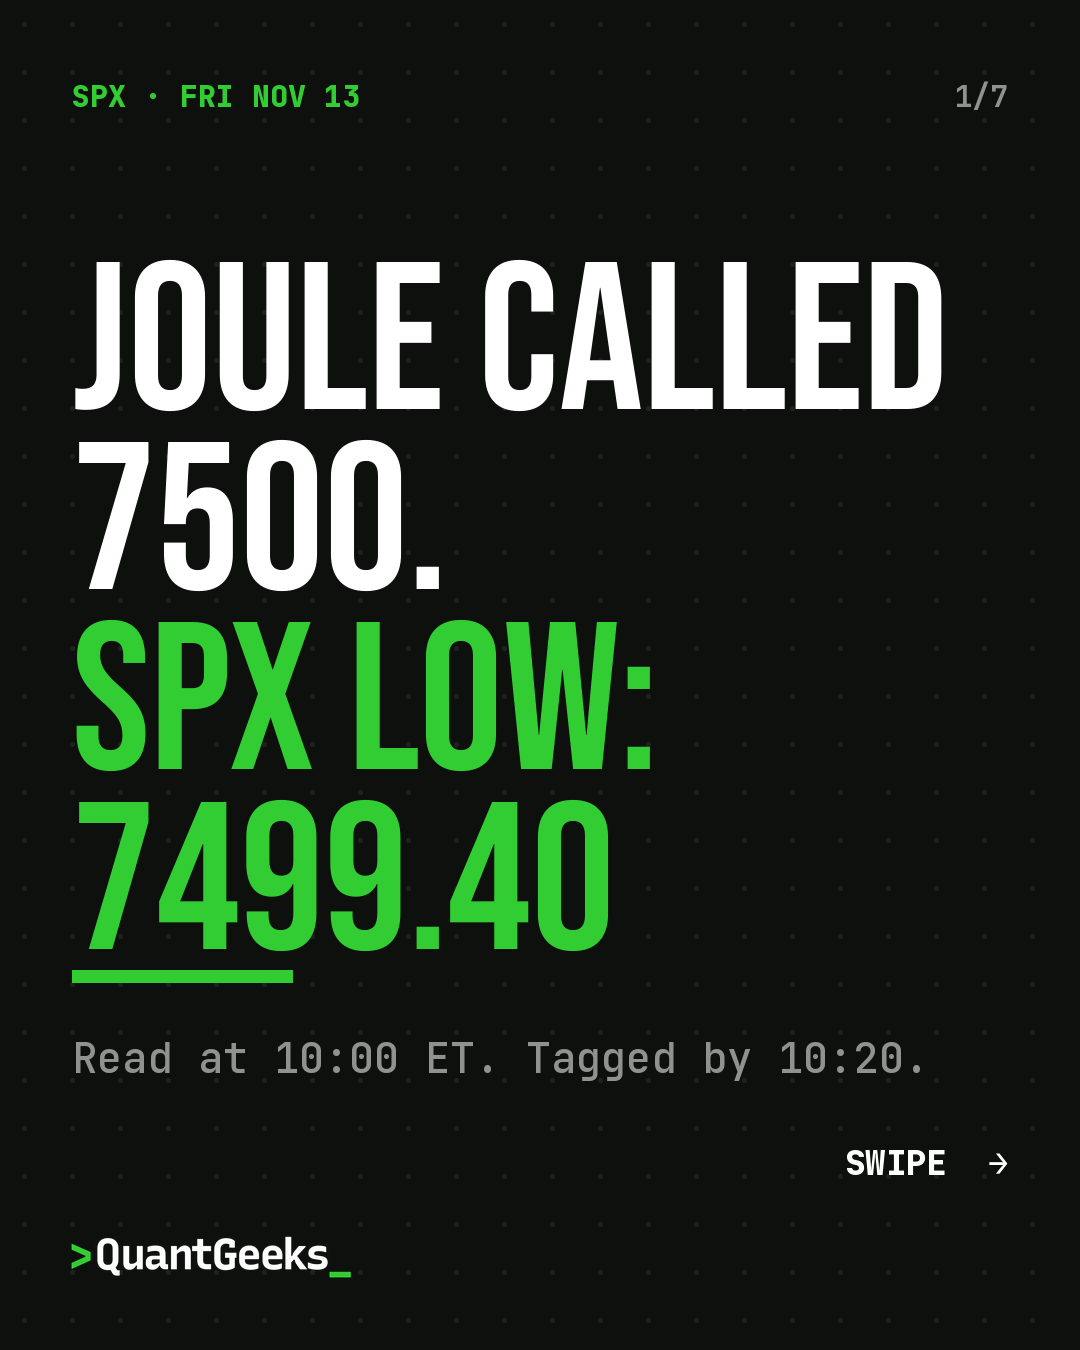 SPX · FRI NOV 13
1/7
JOULE CALLED
7500.
SPX LOW:
7499.40
Read at 10:00 ET. Tagged by 10:20.
SWIPE →
>QuantGeeks_